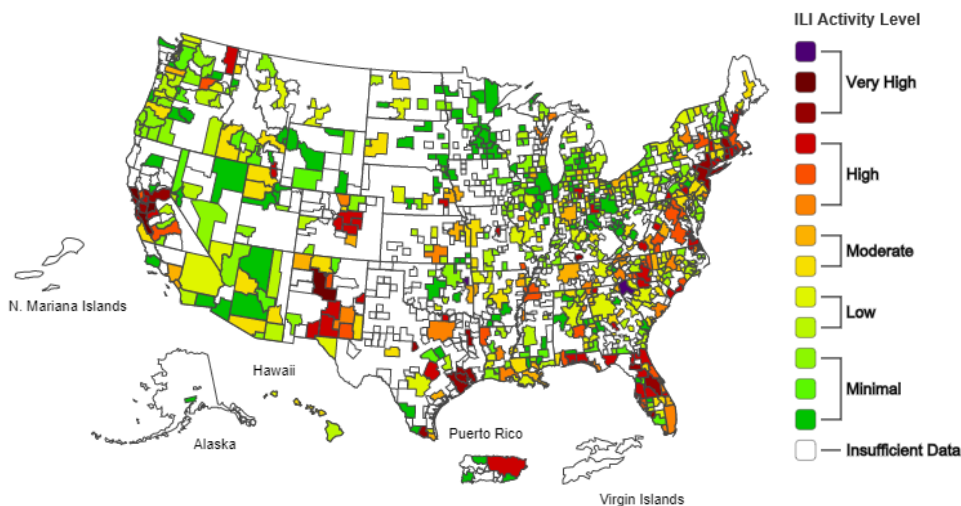 ILI Activity Level
Very High
High
Moderate
Low
Minimal
Insufficient Data
N. Mariana Islands
Hawaii
Alaska
Puerto Rico
Virgin Islands